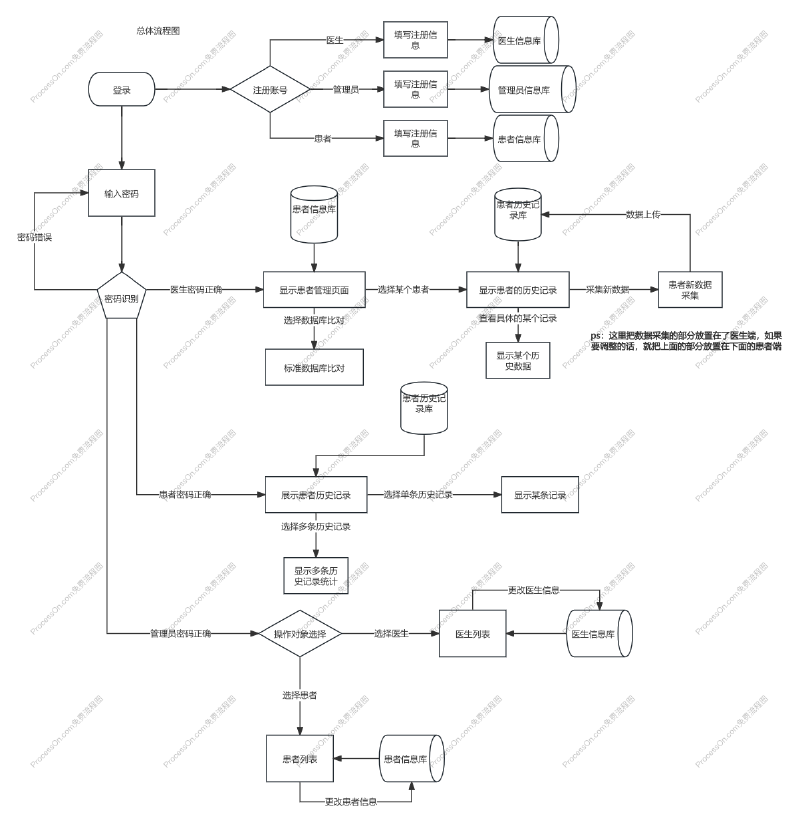 总体流程图
医生
填写注册信
息
医生信息库
登录
注册账号
管理员
填写注册信
息
管理员信息库
患者
填写注册信
息
患者信息库
输入密码
密码错误
患者信息库
患者历史记
录库
数据上传
密码识别
医生密码正确
显示患者管理页面
选择某个患者
显示患者的历史记录
采集新数据
患者新数据
采集
选择数据库比对
查看具体的某个记录
标准数据库比对
显示某个历
史数据
ps：这里把数据采集的部分放置在了医生端，如果
要调整的话，就把上面的部分放置在下面的患者端
患者历史记
录库
患者密码正确
展示患者历史记录
选择单条历史记录
显示某条记录
选择多条历史记录
显示多条历
史记录统计
更改医生信息
管理员密码正确
操作对象选择
选择医生
医生列表
医生信息库
选择患者
患者列表
患者信息库
更改患者信息
ProcessOn.com免费流程图